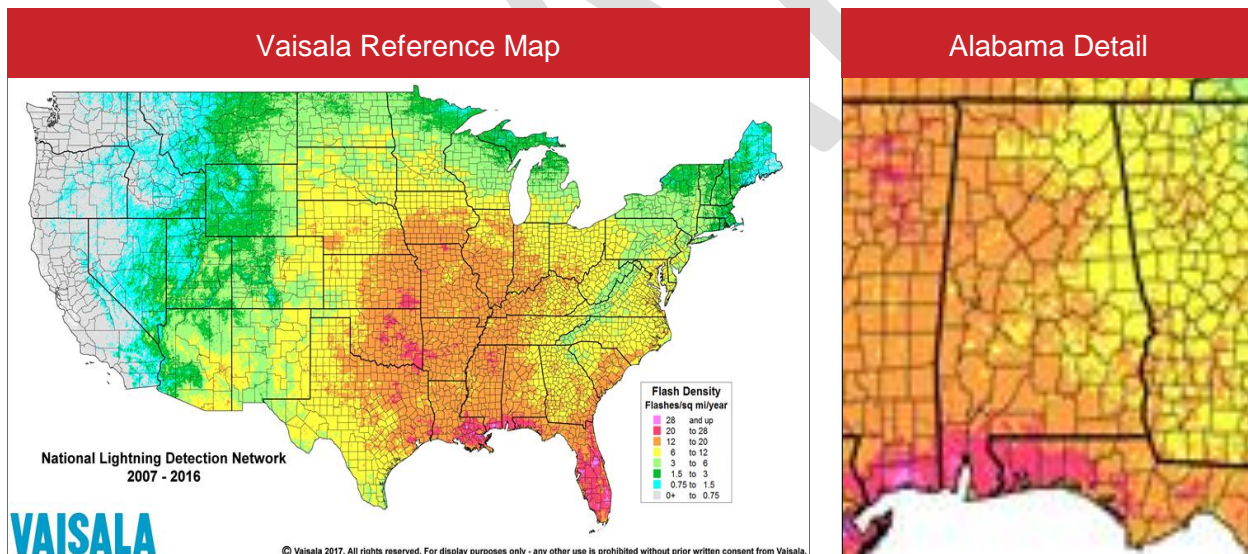 Vaisala Reference Map
Alabama Detail
Flash Density
Flashes/sq mi/year
28 and up
20 to 28
12 to 20
6 to 12
3 to 6
1.5 to 3
0.75 to 1.5
0+ to 0.75
National Lightning Detection Network
2007 - 2016
VAISALA
© Vaisala 2017. All rights reserved. For display purposes only - any other use is prohibited without prior written consent from Vaisala.